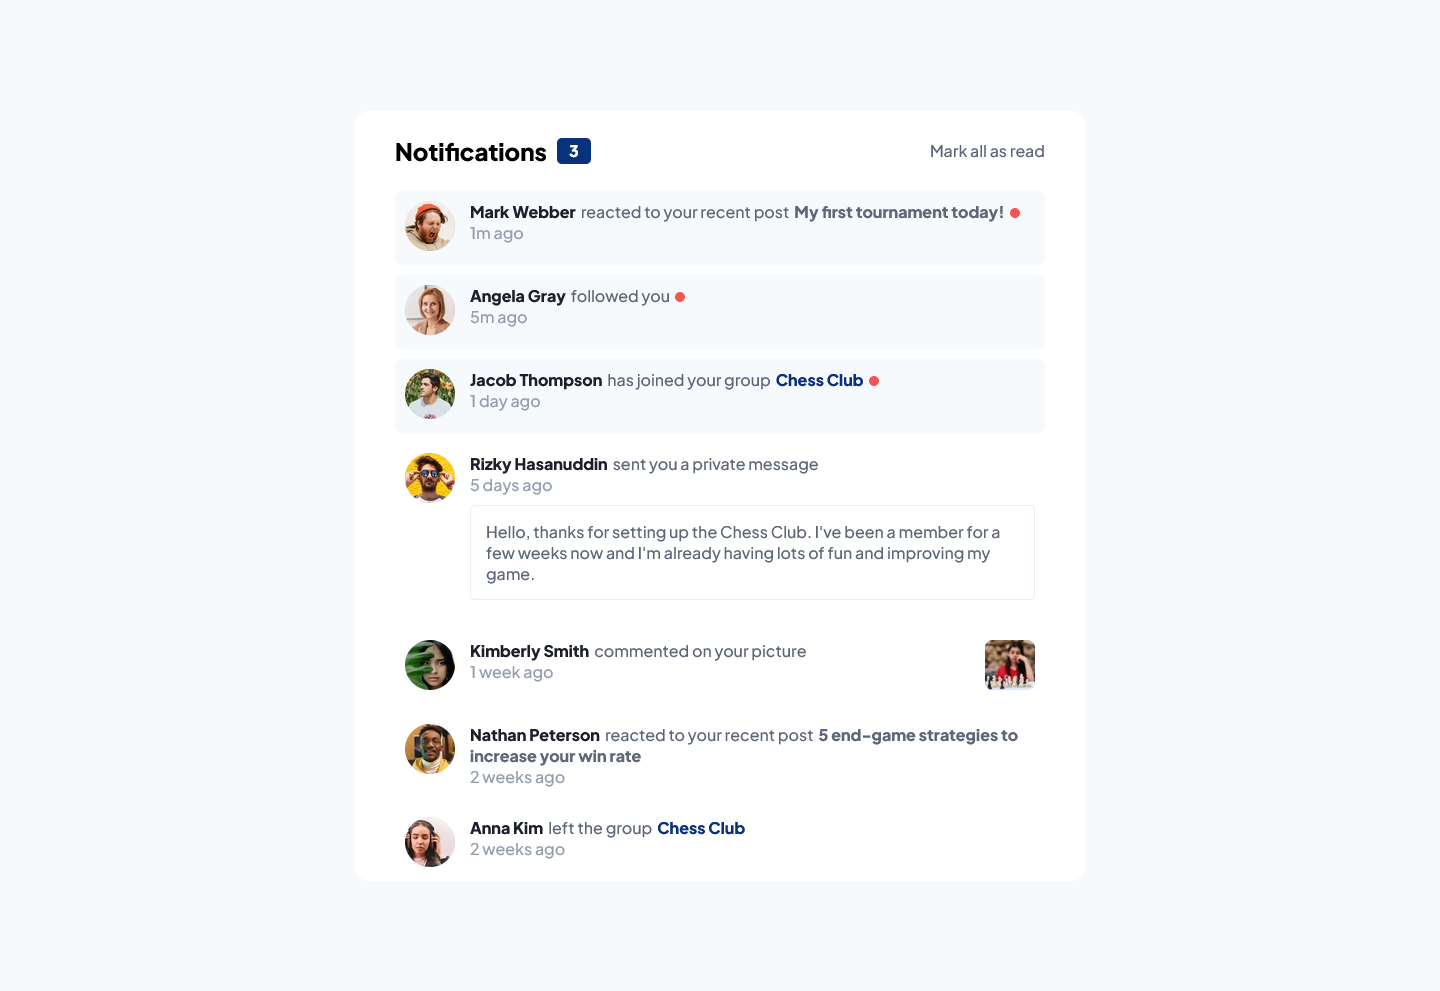 Notifications 3
Mark all as read
Mark Webber reacted to your recent post My first tournament today!
1m ago
Angela Gray followed you
5m ago
Jacob Thompson has joined your group Chess Club
1 day ago
Rizky Hasanuddin sent you a private message
5 days ago
Hello, thanks for setting up the Chess Club. I've been a member for a
few weeks now and I'm already having lots of fun and improving my
game.
Kimberly Smith commented on your picture
1 week ago
Nathan Peterson reacted to your recent post 5 end-game strategies to
increase your win rate
2 weeks ago
Anna Kim left the group Chess Club
2 weeks ago